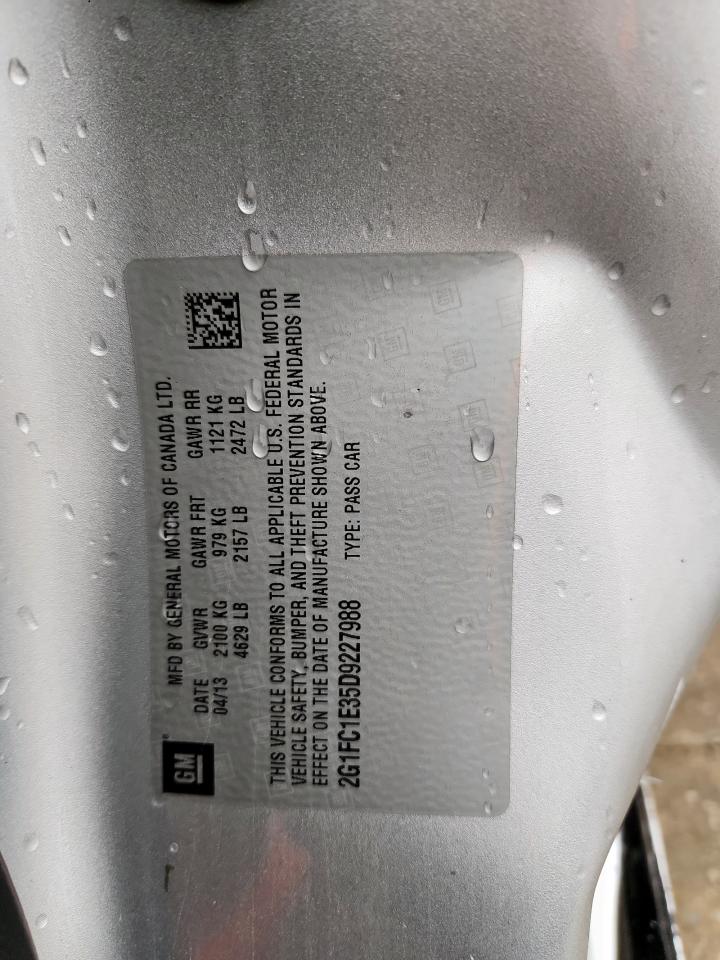 GM
MFD BY GENERAL MOTORS OF CANADA LTD.
DATE GVWR GAWR FRT GAWR RR
04/13 2100 KG 979 KG 1121 KG
4629 LB 2157 LB 2472 LB
THIS VEHICLE CONFORMS TO ALL APPLICABLE U.S. FEDERAL MOTOR
VEHICLE SAFETY, BUMPER, AND THEFT PREVENTION STANDARDS IN
EFFECT ON THE DATE OF MANUFACTURE SHOWN ABOVE.
2G1FC1E35D9227988 TYPE: PASS CAR